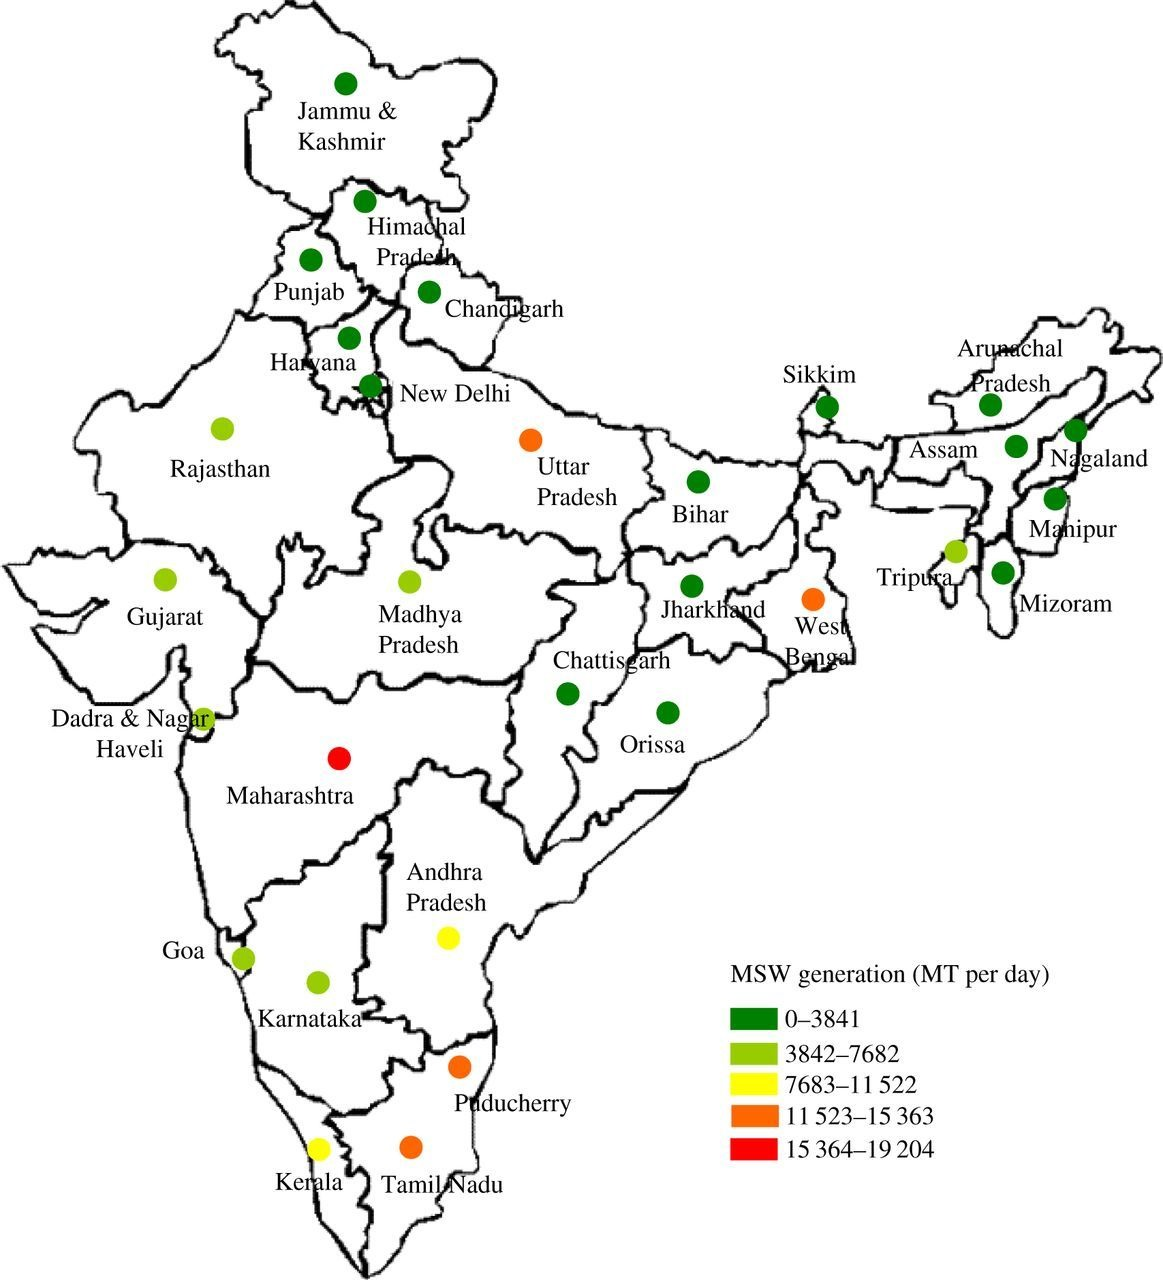 Jammu &
Kashmir
Himachal
Pradesh
Punjab
Chandigarh
Haryana
New Delhi
Arunachal
Pradesh
Sikkim
Assam
Nagaland
Rajasthan
Uttar
Pradesh
Bihar
Manipur
Tripura
Mizoram
Gujarat
Madhya
Pradesh
Jharkhand
West
Bengal
Chattisgarh
Dadra & Nagar
Haveli
Orissa
Maharashtra
Andhra
Pradesh
Goa
Karnataka
Puducherry
Kerala
Tamil Nadu
MSW generation (MT per day)
0–3841
3842–7682
7683–11 522
11 523–15 363
15 364–19 204